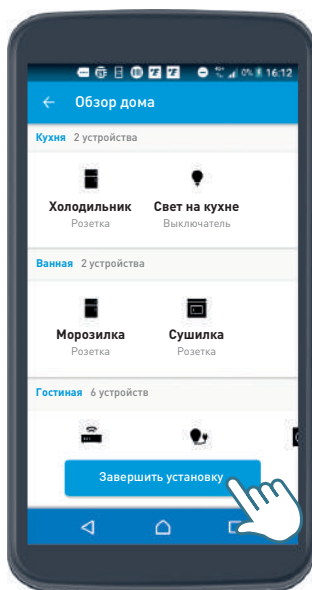 0% 16:12
← Обзор дома
Кухня 2 устройства
Холодильник Свет на кухне
Розетка Выключатель
Ванная 2 устройства
Морозилка Сушилка
Розетка Розетка
Гостиная 6 устройств
Завершить установку